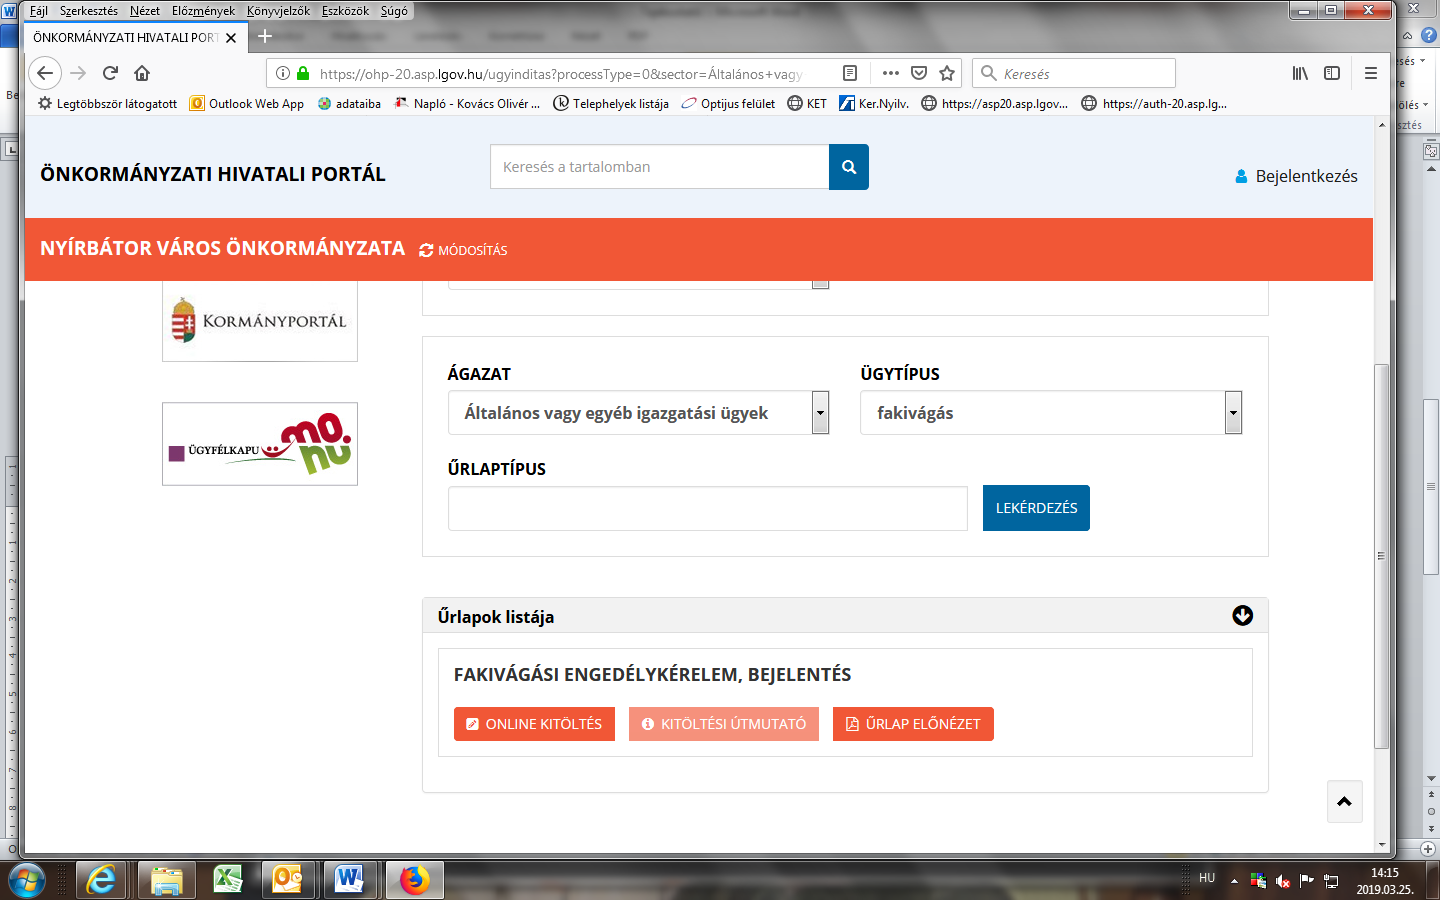 Fájl Szerkesztés Nézet Előzmények Könyvjelzők Eszközök Súgó
ÖNKORMÁNYZATI HIVATALI PORT
https://ohp-20.asp.lgov.hu/ugyinditas?processType=0&sector=Általános+vagy
Keresés
Legtöbbször látogatott Outlook Web App adataiba Napló - Kovács Olivér ... Telephelyek listája Optijus felület KET Ker.Nyilv. https://asp20.asp.lgov... https://auth-20.asp.lg...
ÖNKORMÁNYZATI HIVATALI PORTÁL
Keresés a tartalomban
Bejelentkezés
NYÍRBÁTOR VÁROS ÖNKORMÁNYZATA MÓDOSÍTÁS
KORMÁNYPORTÁL
ÜGYFÉLKAPU mo.hu
ÁGAZAT ÜGYTÍPUS
Általános vagy egyéb igazgatási ügyek fakivágás
ŰRLAPTÍPUS
LEKÉRDEZÉS
Űrlapok listája
FAKIVÁGÁSI ENGEDÉLYKÉRELEM, BEJELENTÉS
ONLINE KITÖLTÉS KITÖLTÉSI ÚTMUTATÓ ŰRLAP ELŐNÉZET
HU 14:15
2019.03.25.